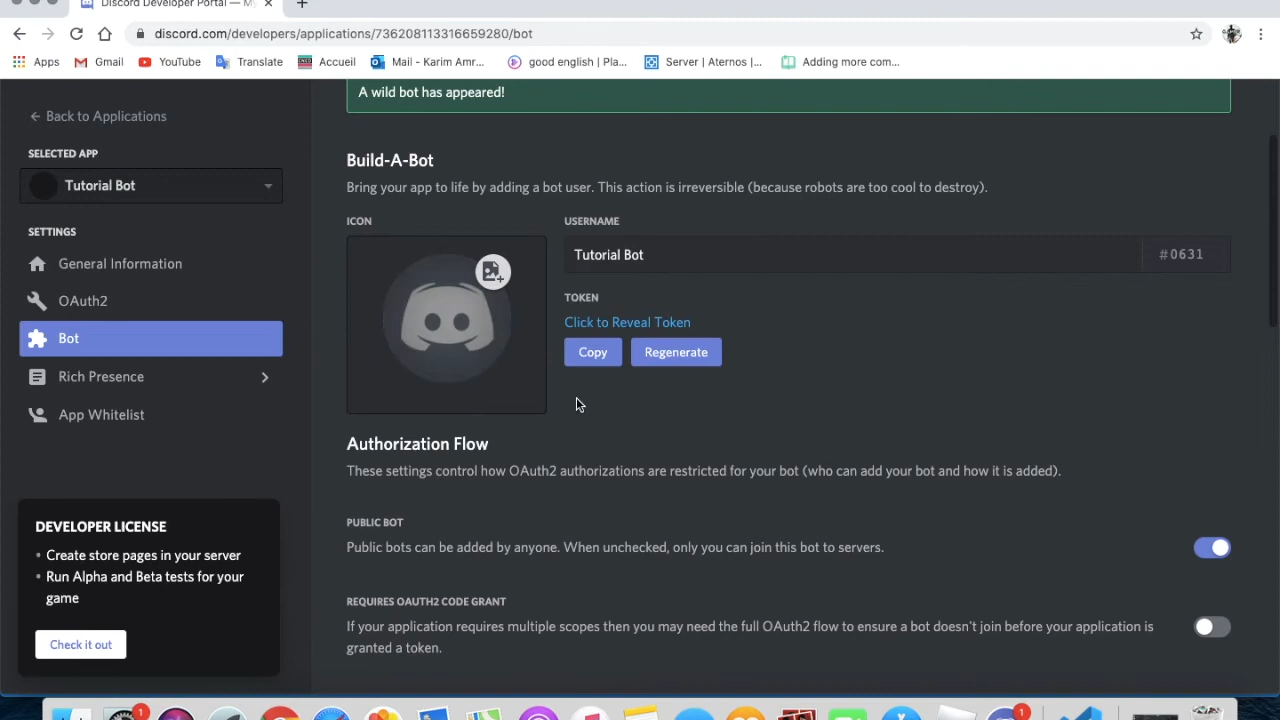 Discord Developer Portal — My
discord.com/developers/applications/736208113316659280/bot
Apps Gmail YouTube Translate Accueil Mail - Karim Amr... good english | Pla... Server | Aternos |... Adding more com...
A wild bot has appeared!
← Back to Applications
SELECTED APP
Tutorial Bot
SETTINGS
General Information
OAuth2
Bot
Rich Presence
App Whitelist
DEVELOPER LICENSE
• Create store pages in your server
• Run Alpha and Beta tests for your
game
Check it out
Build-A-Bot
Bring your app to life by adding a bot user. This action is irreversible (because robots are too cool to destroy).
ICON
USERNAME
Tutorial Bot #0631
TOKEN
Click to Reveal Token
Copy Regenerate
Authorization Flow
These settings control how OAuth2 authorizations are restricted for your bot (who can add your bot and how it is added).
PUBLIC BOT
Public bots can be added by anyone. When unchecked, only you can join this bot to servers.
REQUIRES OAUTH2 CODE GRANT
If your application requires multiple scopes then you may need the full OAuth2 flow to ensure a bot doesn't join before your application is
granted a token.
1 1